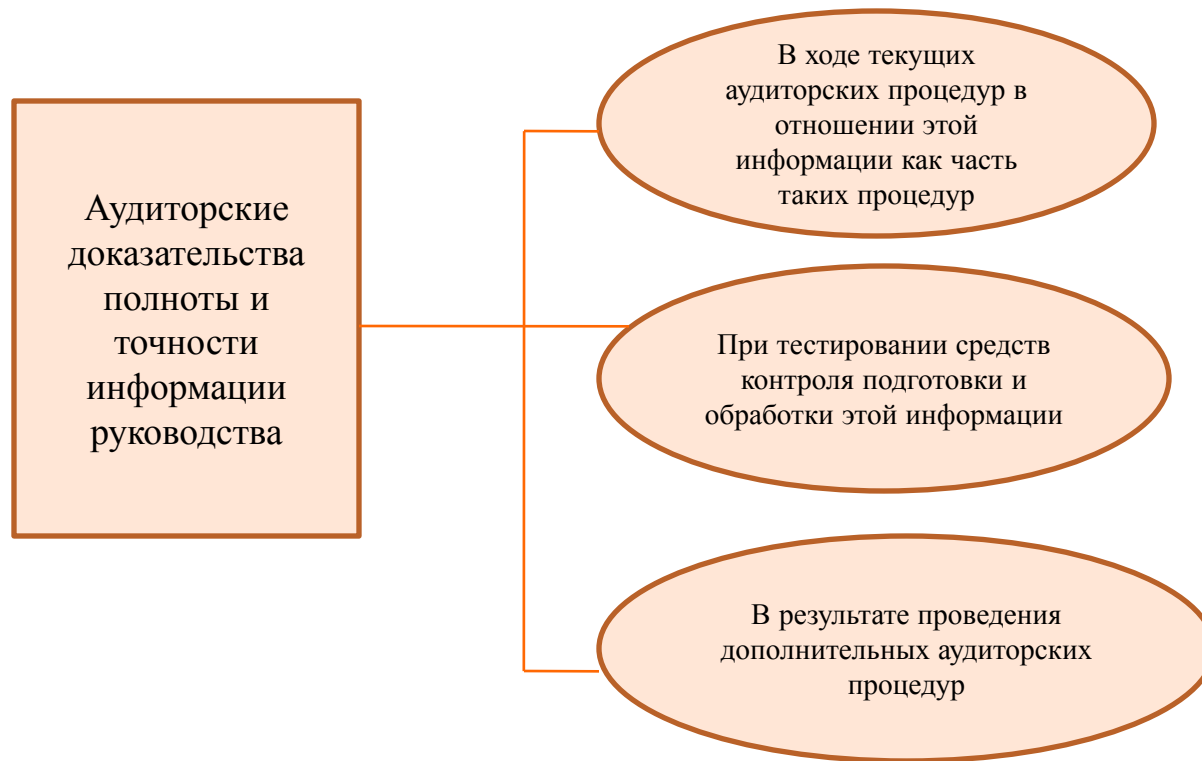 Аудиторские
доказательства
полноты и
точности
информации
руководства
В ходе текущих
аудиторских процедур в
отношении этой
информации как часть
таких процедур
При тестировании средств
контроля подготовки и
обработки этой информации
В результате проведения
дополнительных аудиторских
процедур